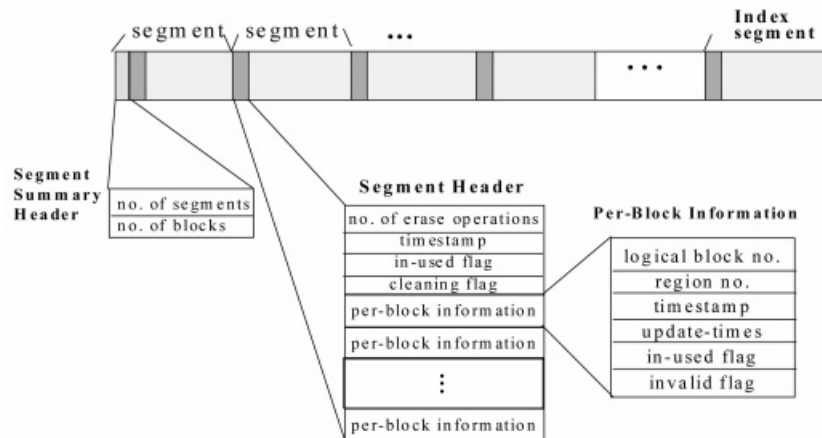 segment
segment
...
Index
segment
...
Segment
Summary
Header
no. of segments
no. of blocks
Segment Header
no. of erase operations
timestamp
in-used flag
cleaning flag
per-block information
per-block information
⋮
per-block information
Per-Block Information
logical block no.
region no.
timestamp
update-times
in-used flag
invalid flag